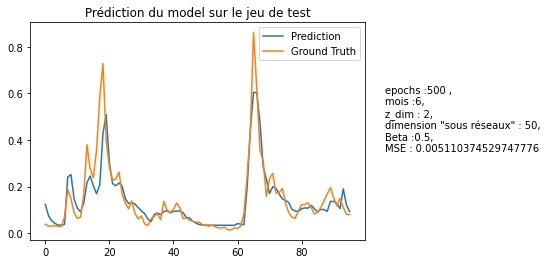 Prédiction du model sur le jeu de test
Prediction
Ground Truth
0.8
0.6
0.4
0.2
0.0
0 20 40 60 80
epochs :500 ,
mois :6,
z_dim : 2,
dimension "sous réseaux" : 50,
Beta :0.5,
MSE : 0.005110374529747776